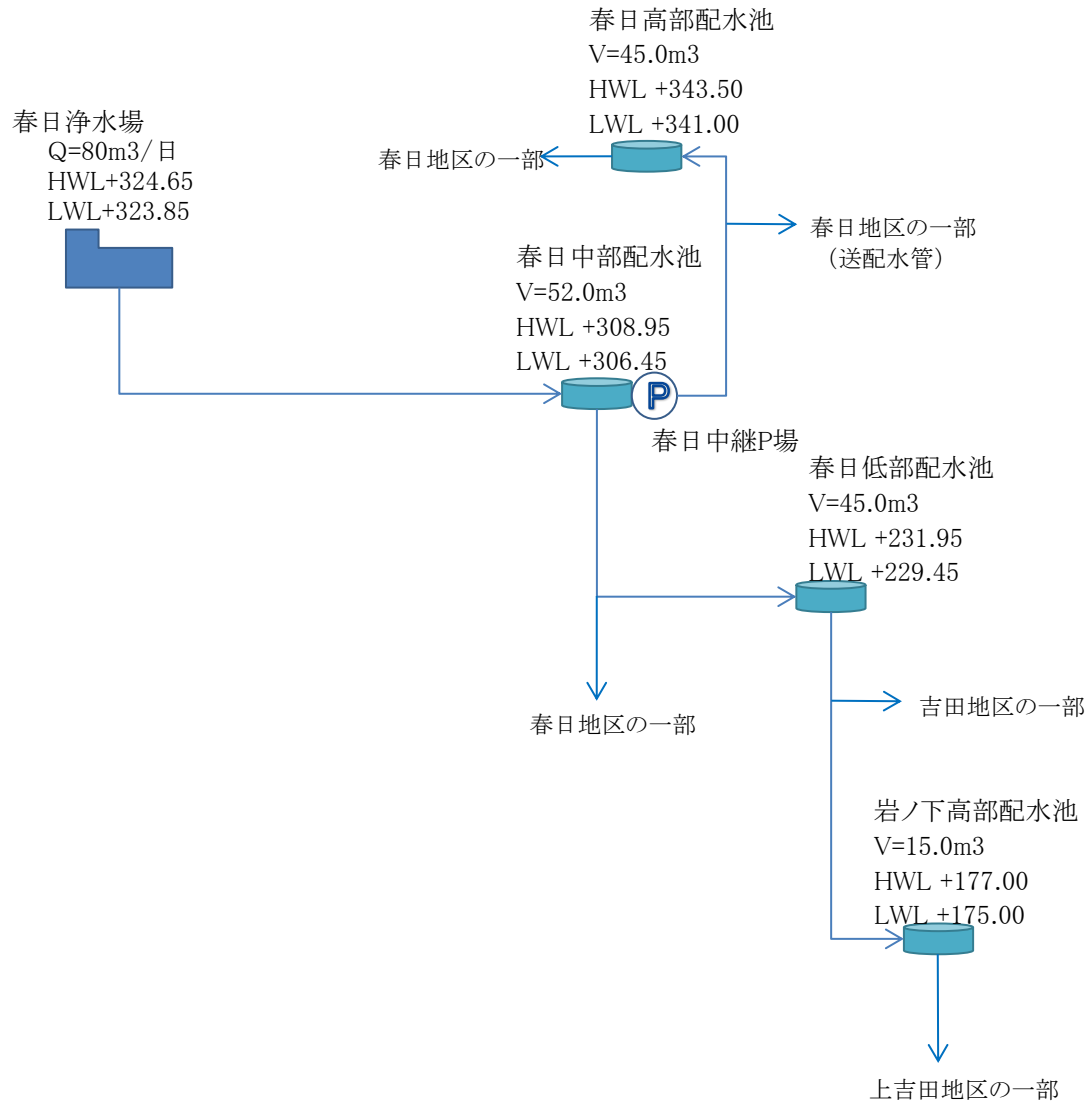 春日高部配水池
V=45.0m3
HWL +343.50
LWL +341.00
春日浄水場
Q=80m3/日
HWL+324.65
LWL+323.85
春日地区の一部
春日地区の一部
（送配水管）
春日中部配水池
V=52.0m3
HWL +308.95
LWL +306.45
P
春日中継P場
春日低部配水池
V=45.0m3
HWL +231.95
LWL +229.45
吉田地区の一部
春日地区の一部
岩ノ下高部配水池
V=15.0m3
HWL +177.00
LWL +175.00
上吉田地区の一部